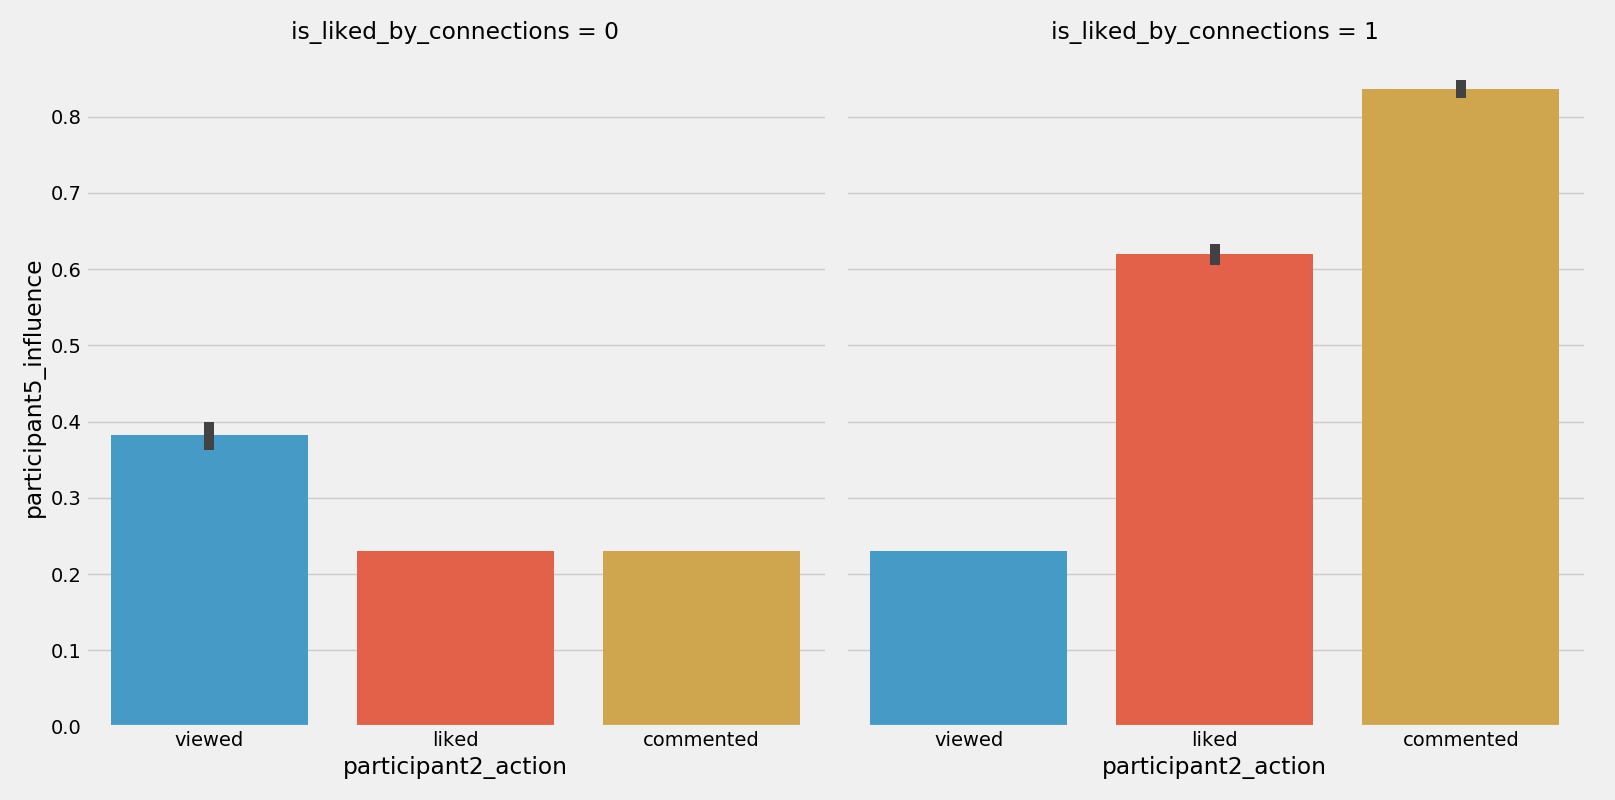 is_liked_by_connections = 0
is_liked_by_connections = 1
participant5_influence
0.8
0.7
0.6
0.5
0.4
0.3
0.2
0.1
0.0
viewed
liked
commented
viewed
liked
commented
participant2_action
participant2_action